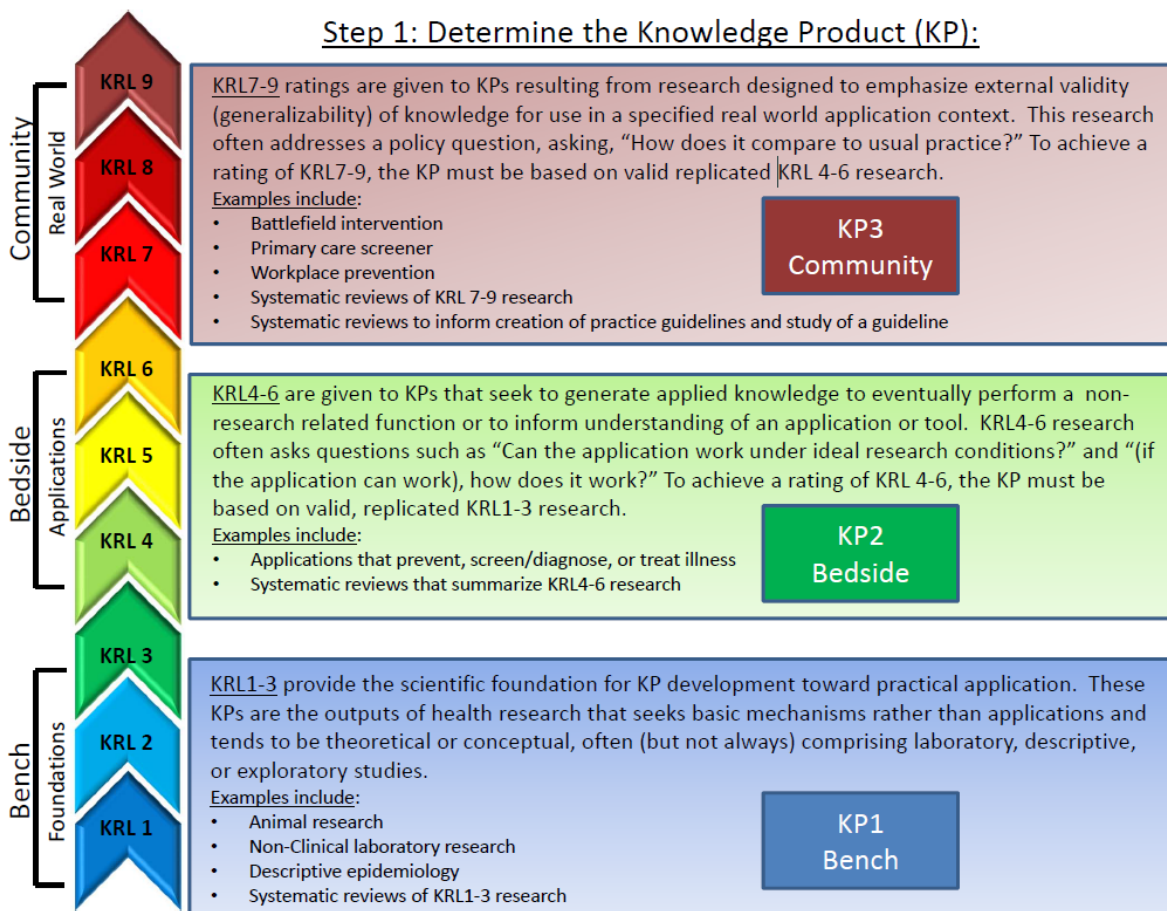 Step 1: Determine the Knowledge Product (KP):
Community
Real World
KRL 9
KRL 8
KRL 7
KRL7-9 ratings are given to KPs resulting from research designed to emphasize external validity
(generalizability) of knowledge for use in a specified real world application context. This research
often addresses a policy question, asking, “How does it compare to usual practice?” To achieve a
rating of KRL7-9, the KP must be based on valid replicated KRL 4-6 research.
Examples include:
• Battlefield intervention
• Primary care screener
• Workplace prevention
• Systematic reviews of KRL 7-9 research
• Systematic reviews to inform creation of practice guidelines and study of a guideline
KP3
Community
Bedside
Applications
KRL 6
KRL 5
KRL 4
KRL4-6 are given to KPs that seek to generate applied knowledge to eventually perform a non-
research related function or to inform understanding of an application or tool. KRL4-6 research
often asks questions such as “Can the application work under ideal research conditions?” and “(if
the application can work), how does it work?” To achieve a rating of KRL 4-6, the KP must be
based on valid, replicated KRL1-3 research.
Examples include:
• Applications that prevent, screen/diagnose, or treat illness
• Systematic reviews that summarize KRL4-6 research
KP2
Bedside
Bench
Foundations
KRL 3
KRL 2
KRL 1
KRL1-3 provide the scientific foundation for KP development toward practical application. These
KPs are the outputs of health research that seeks basic mechanisms rather than applications and
tends to be theoretical or conceptual, often (but not always) comprising laboratory, descriptive,
or exploratory studies.
Examples include:
• Animal research
• Non-Clinical laboratory research
• Descriptive epidemiology
• Systematic reviews of KRL1-3 research
KP1
Bench